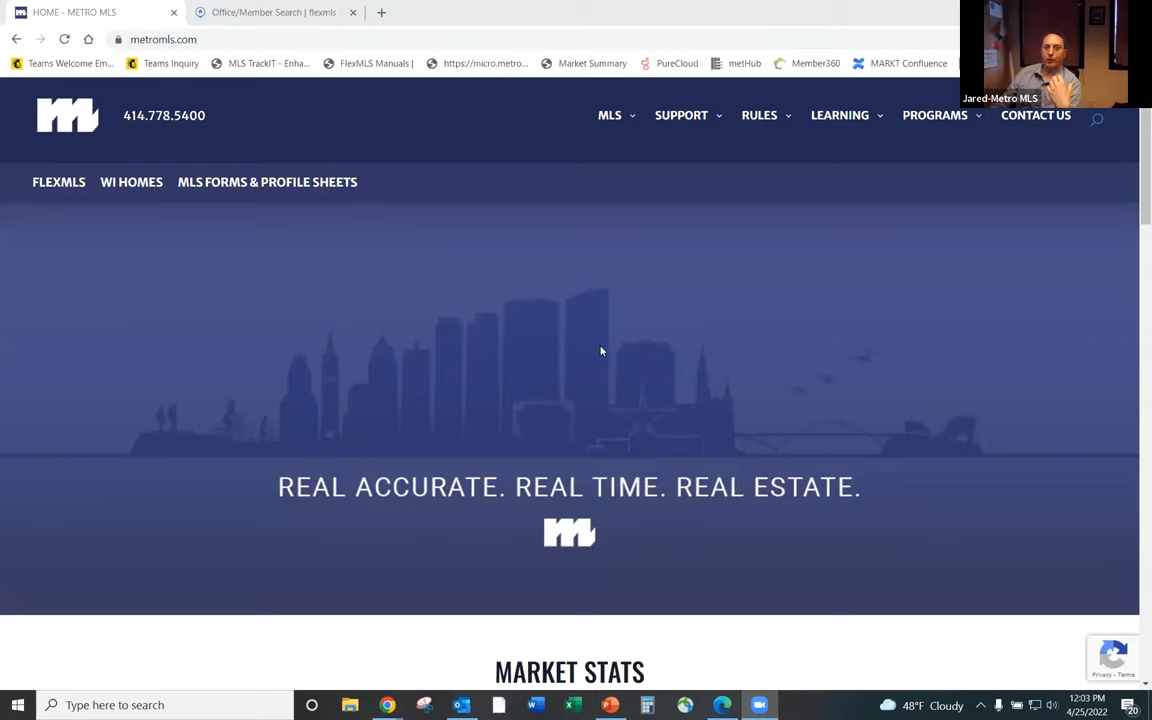 HOME - METRO MLS
Office/Member Search | flexmls
metromls.com
Teams Welcome Em...
Teams Inquiry
MLS TrackIT - Enha...
FlexMLS Manuals |
https://micro.metro...
Market Summary
PureCloud
metHub
Member360
MARKT Confluence
Jared-Metro MLS
414.778.5400
MLS
SUPPORT
RULES
LEARNING
PROGRAMS
CONTACT US
FLEXMLS
WI HOMES
MLS FORMS & PROFILE SHEETS
REAL ACCURATE. REAL TIME. REAL ESTATE.
MARKET STATS
Privacy - Terms
Type here to search
48°F Cloudy
12:03 PM
4/25/2022
20